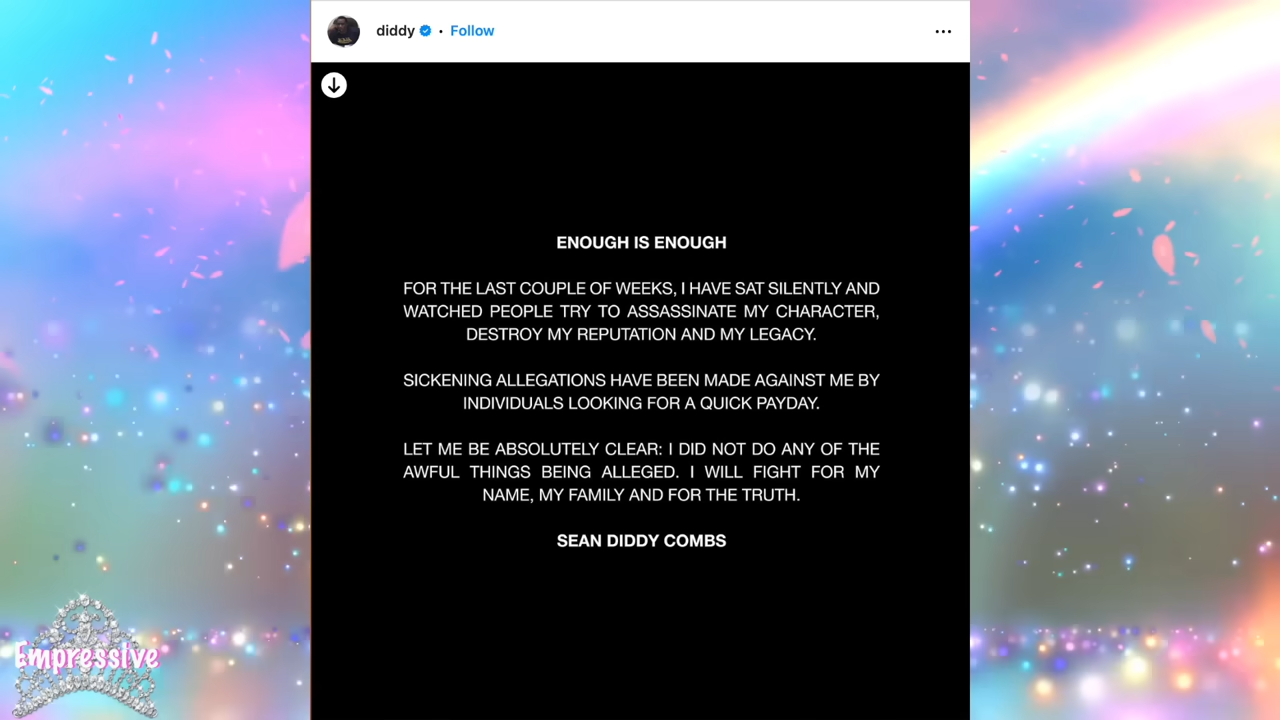 diddy • Follow
ENOUGH IS ENOUGH
FOR THE LAST COUPLE OF WEEKS, I HAVE SAT SILENTLY AND
WATCHED PEOPLE TRY TO ASSASSINATE MY CHARACTER,
DESTROY MY REPUTATION AND MY LEGACY.
SICKENING ALLEGATIONS HAVE BEEN MADE AGAINST ME BY
INDIVIDUALS LOOKING FOR A QUICK PAYDAY.
LET ME BE ABSOLUTELY CLEAR: I DID NOT DO ANY OF THE
AWFUL THINGS BEING ALLEGED. I WILL FIGHT FOR MY
NAME, MY FAMILY AND FOR THE TRUTH.
SEAN DIDDY COMBS
Empressive